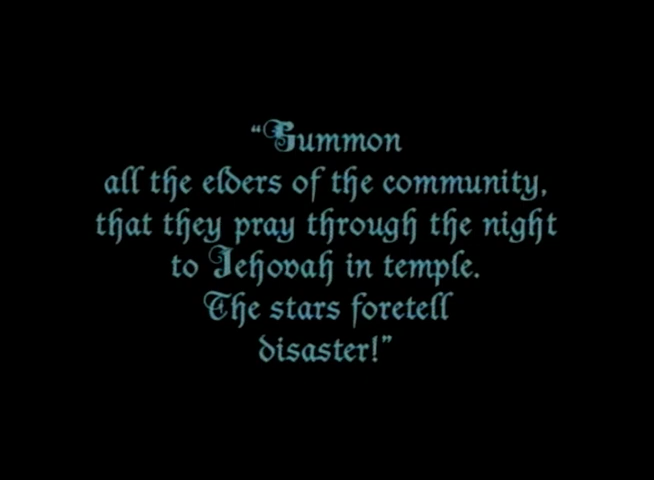 “Summon
all the elders of the community,
that they pray through the night
to Jehovah in temple.
The stars foretell
disaster!”